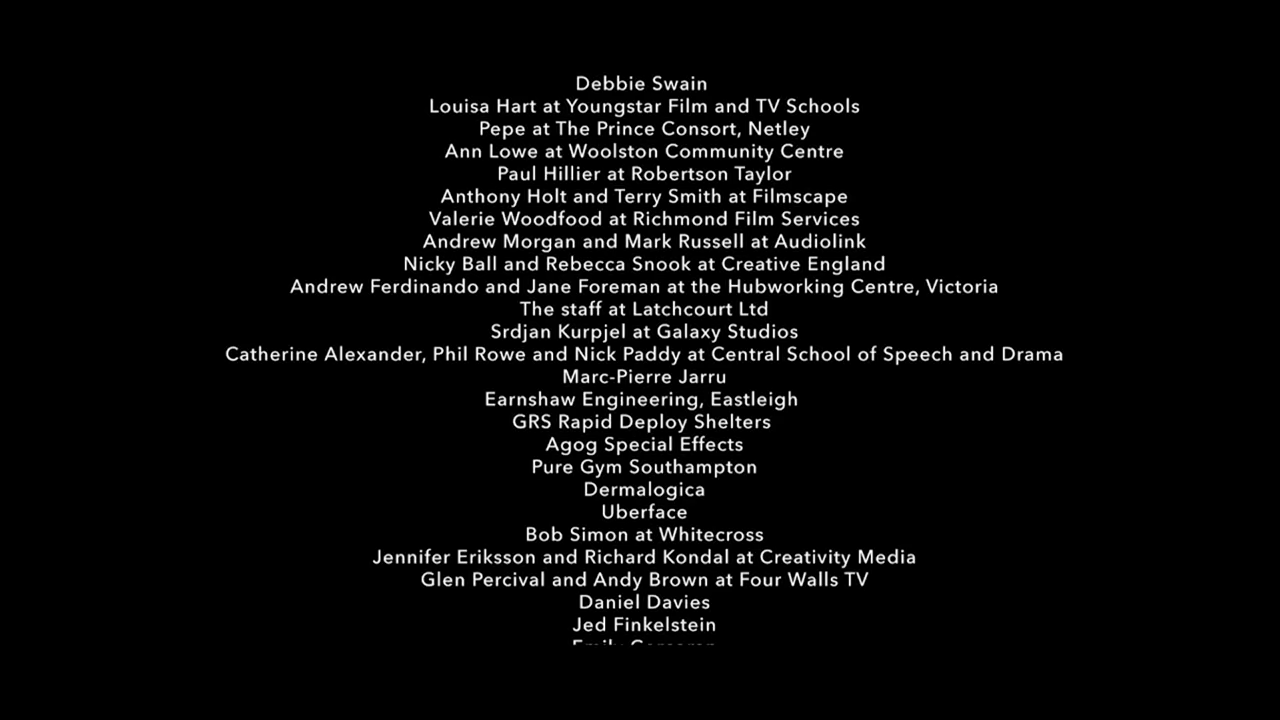 Debbie Swain
Louisa Hart at Youngstar Film and TV Schools
Pepe at The Prince Consort, Netley
Ann Lowe at Woolston Community Centre
Paul Hillier at Robertson Taylor
Anthony Holt and Terry Smith at Filmscape
Valerie Woodfood at Richmond Film Services
Andrew Morgan and Mark Russell at Audiolink
Nicky Ball and Rebecca Snook at Creative England
Andrew Ferdinando and Jane Foreman at the Hubworking Centre, Victoria
The staff at Latchcourt Ltd
Srdjan Kurpjel at Galaxy Studios
Catherine Alexander, Phil Rowe and Nick Paddy at Central School of Speech and Drama
Marc-Pierre Jarru
Earnshaw Engineering, Eastleigh
GRS Rapid Deploy Shelters
Agog Special Effects
Pure Gym Southampton
Dermalogica
Uberface
Bob Simon at Whitecross
Jennifer Eriksson and Richard Kondal at Creativity Media
Glen Percival and Andy Brown at Four Walls TV
Daniel Davies
Jed Finkelstein